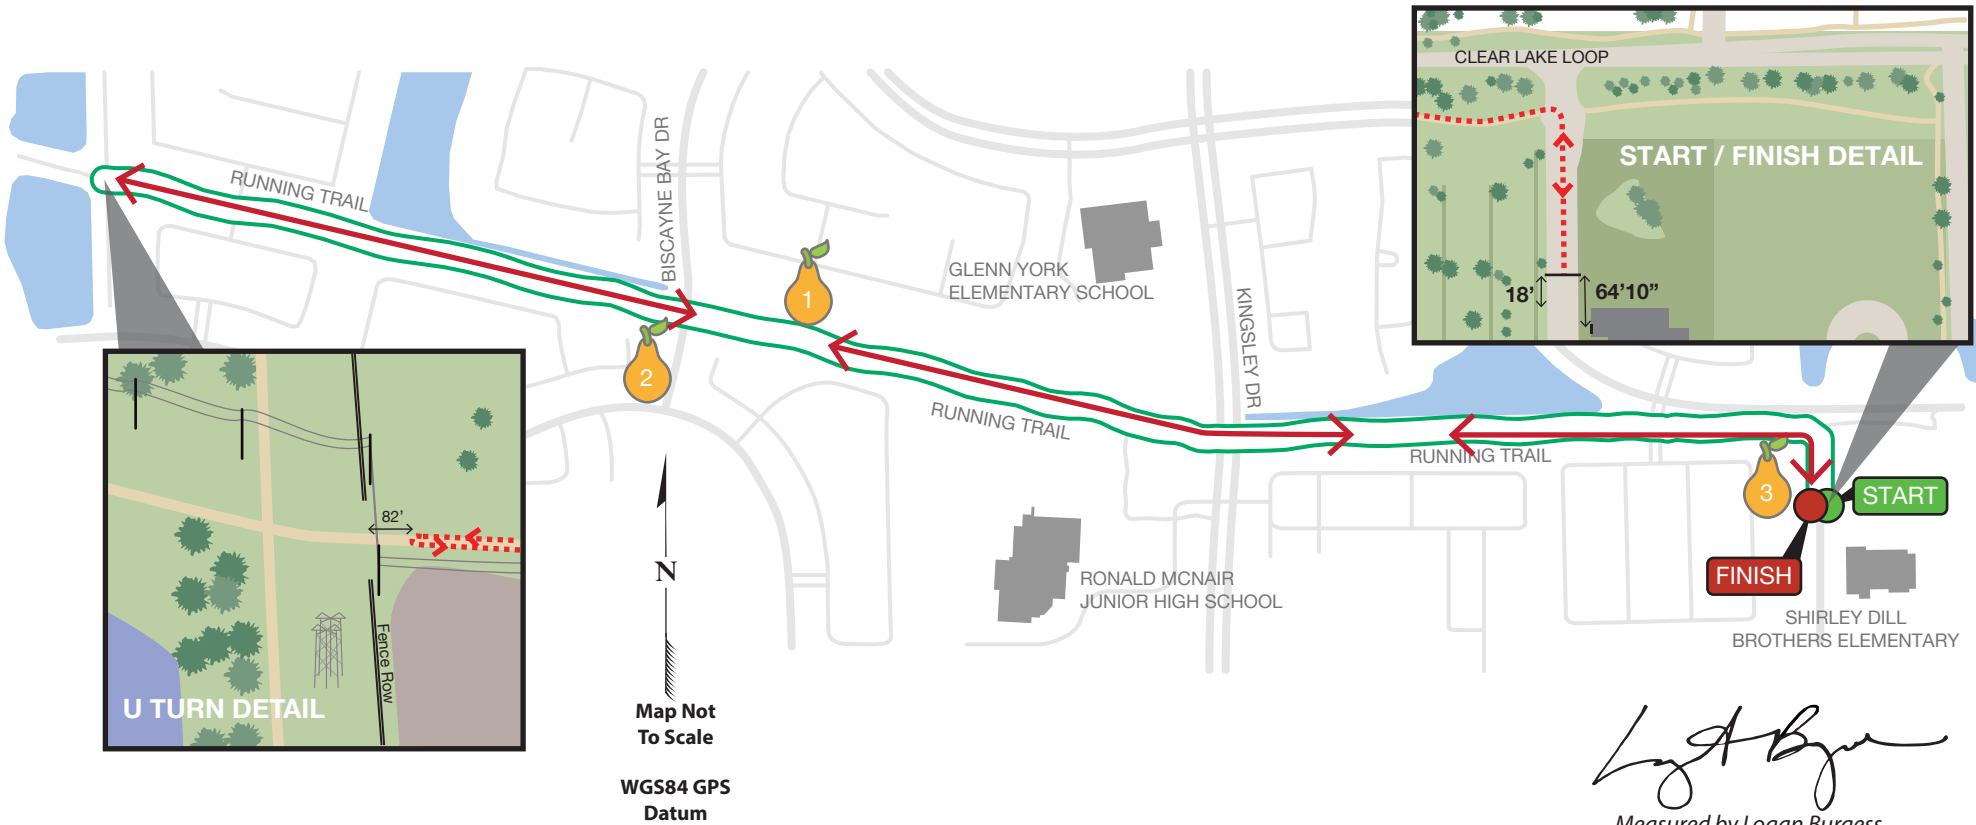 CLEAR LAKE LOOP
START / FINISH DETAIL
18'
64'10"
RUNNING TRAIL
BISCAYNE BAY DR
1
GLENN YORK
ELEMENTARY SCHOOL
KINGSLEY DR
2
RUNNING TRAIL
RUNNING TRAIL
3
START
FINISH
82'
Fence Row
U TURN DETAIL
N
RONALD MCNAIR
JUNIOR HIGH SCHOOL
SHIRLEY DILL
BROTHERS ELEMENTARY
Map Not
To Scale
WGS84 GPS
Datum
Measured by Logan Burgess